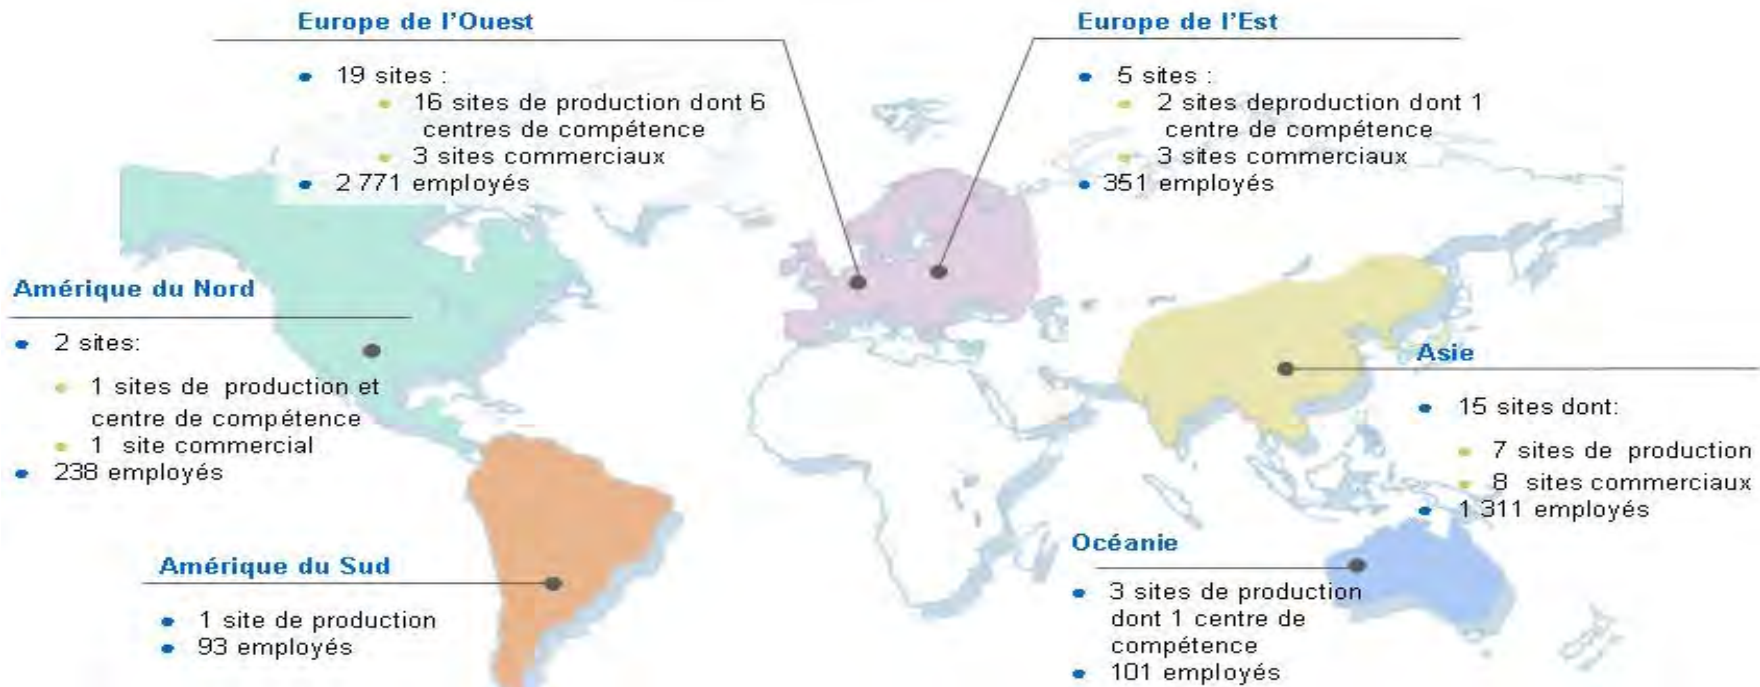 Europe de l'Ouest
• 19 sites :
• 16 sites de production dont 6
centres de compétence
• 3 sites commerciaux
• 2 771 employés
Europe de l'Est
• 5 sites :
• 2 sites deproduction dont 1
centre de compétence
• 3 sites commerciaux
• 351 employés
Amérique du Nord
• 2 sites:
• 1 sites de production et
centre de compétence
• 1 site commercial
• 238 employés
Asie
• 15 sites dont:
• 7 sites de production
• 8 sites commerciaux
• 1 311 employés
Amérique du Sud
• 1 site de production
• 93 employés
Océanie
• 3 sites de production
dont 1 centre de
compétence
• 101 employés